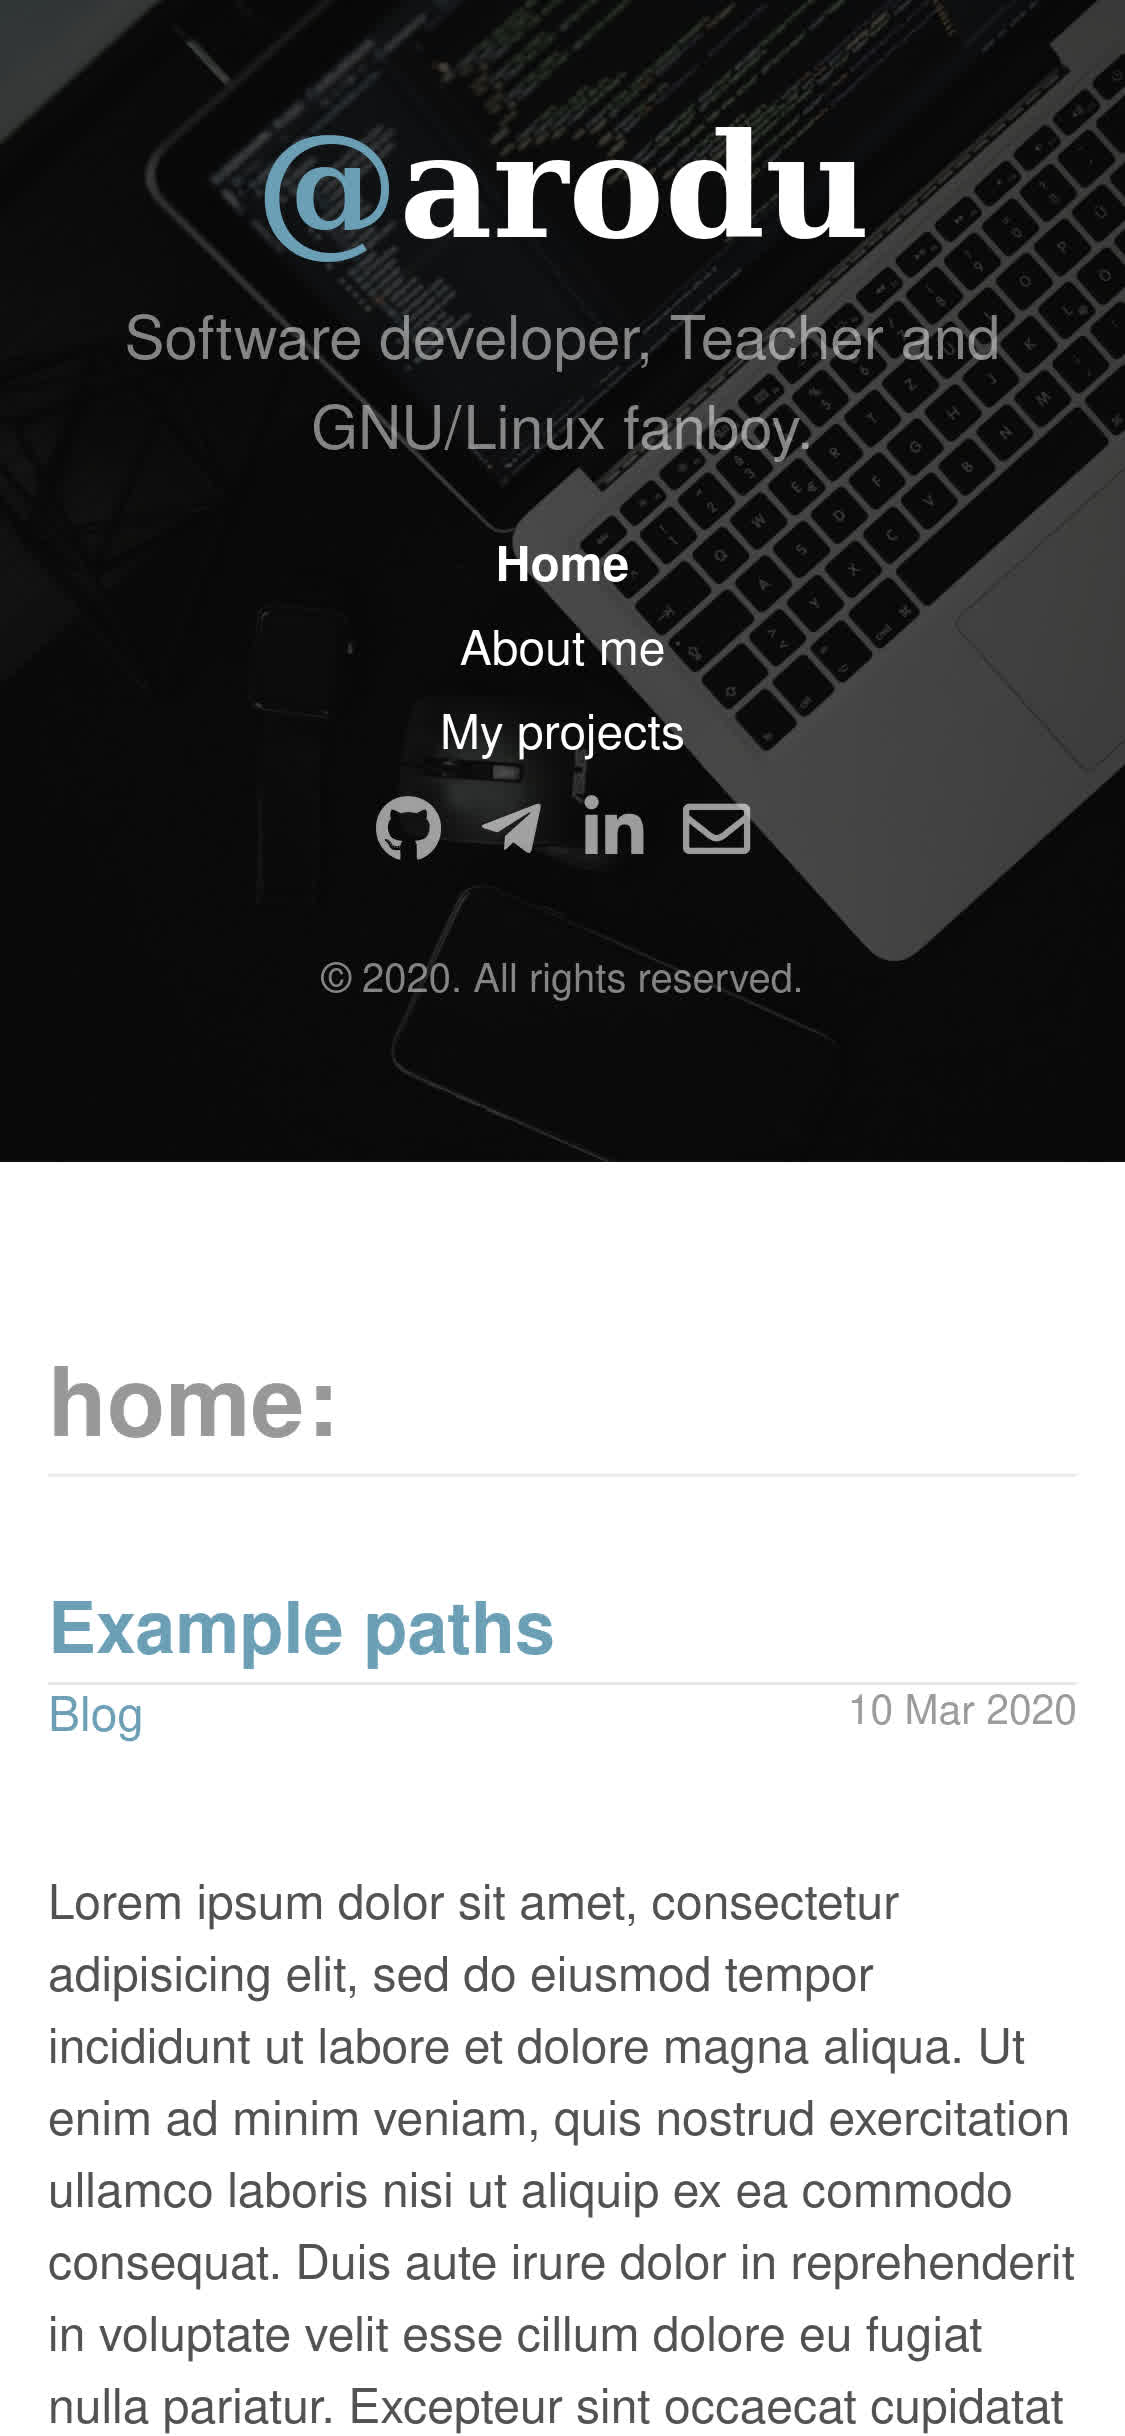 @arodu
Software developer, Teacher and
GNU/Linux fanboy.
Home
About me
My projects
© 2020. All rights reserved.
home:
Example paths
Blog
10 Mar 2020
Lorem ipsum dolor sit amet, consectetur
adipisicing elit, sed do eiusmod tempor
incididunt ut labore et dolore magna aliqua. Ut
enim ad minim veniam, quis nostrud exercitation
ullamco laboris nisi ut aliquip ex ea commodo
consequat. Duis aute irure dolor in reprehenderit
in voluptate velit esse cillum dolore eu fugiat
nulla pariatur. Excepteur sint occaecat cupidatat